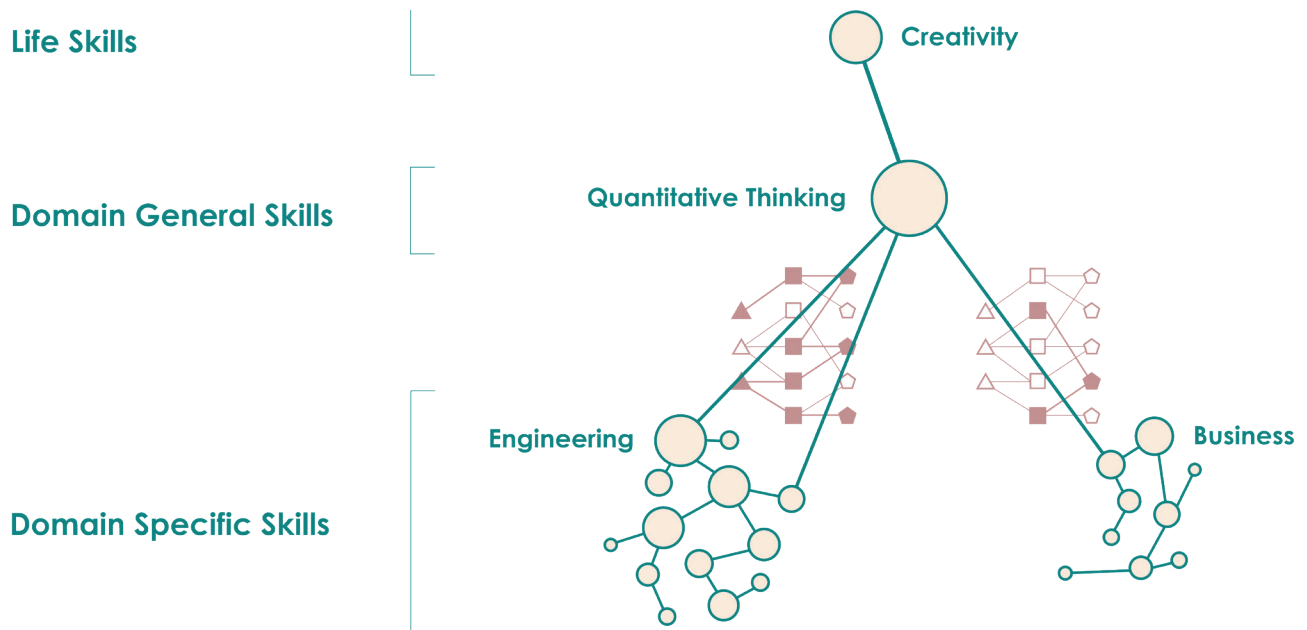 Life Skills
Creativity
Quantitative Thinking
Domain General Skills
Engineering
Business
Domain Specific Skills